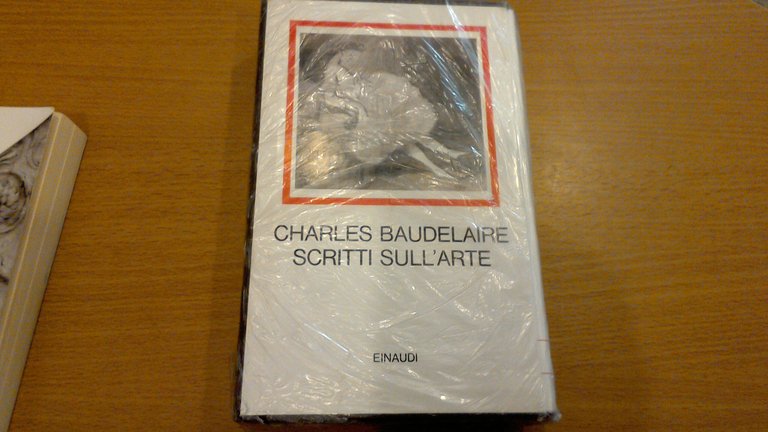 CHARLES BAUDELAIRE
SCRITTI SULL'ARTE
EINAUDI